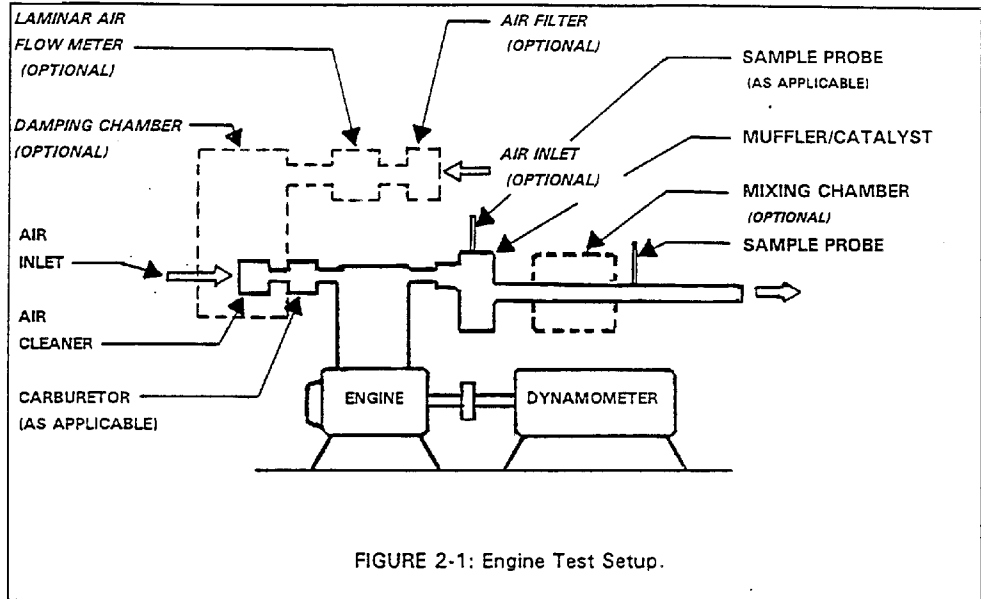 LAMINAR AIR
FLOW METER
(OPTIONAL)
AIR FILTER
(OPTIONAL)
SAMPLE PROBE
(AS APPLICABLE)
DAMPING CHAMBER
(OPTIONAL)
MUFFLER/CATALYST
AIR INLET
(OPTIONAL)
MIXING CHAMBER
(OPTIONAL)
SAMPLE PROBE
AIR
INLET
AIR
CLEANER
CARBURETOR
(AS APPLICABLE)
ENGINE
DYNAMOMETER
FIGURE 2-1: Engine Test Setup.